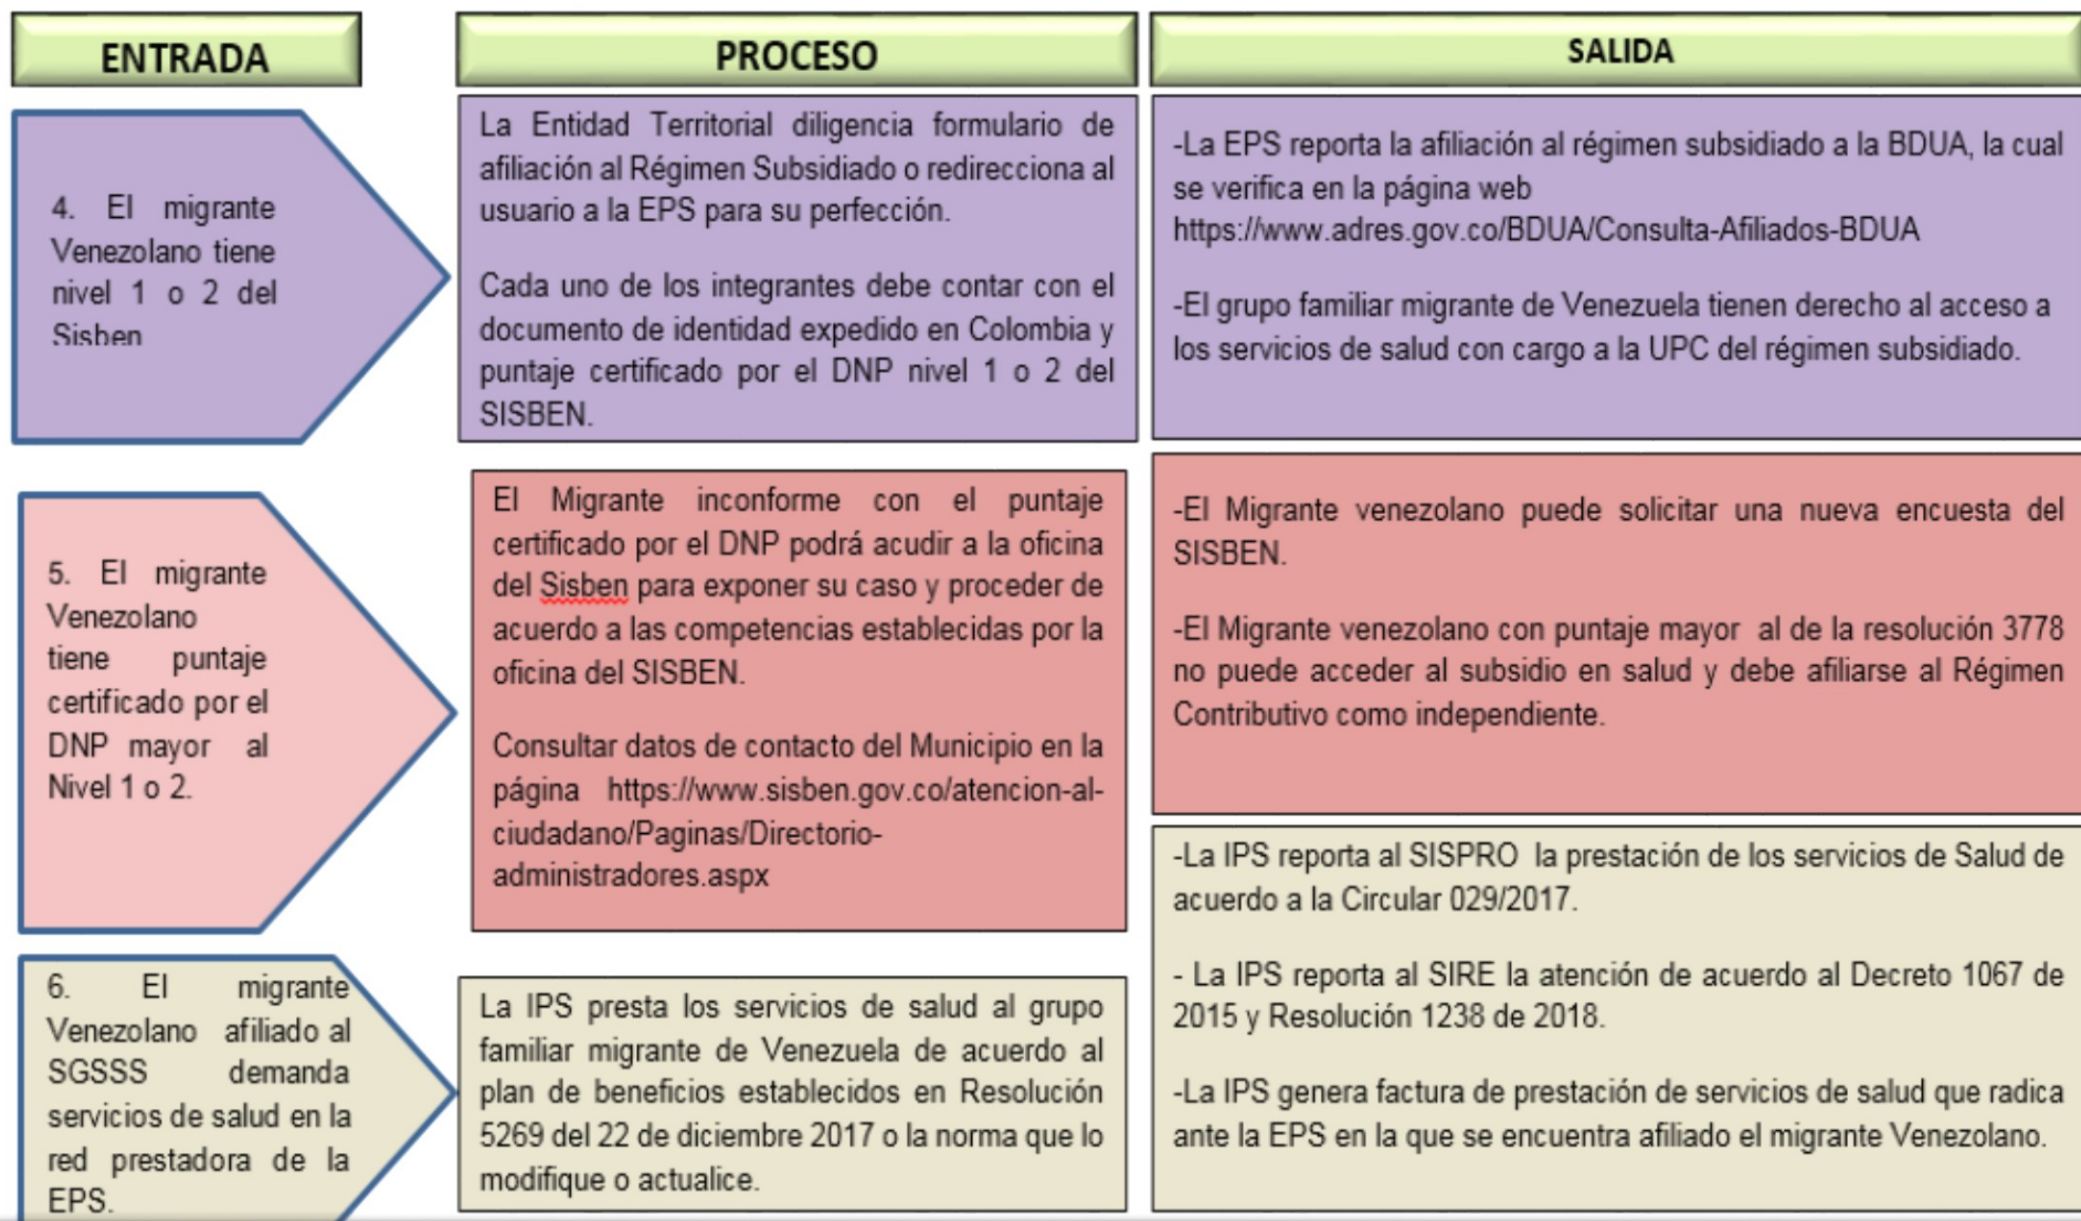 ENTRADA
PROCESO
SALIDA
4. El migrante
Venezolano tiene
nivel 1 o 2 del
Sisben
La Entidad Territorial diligencia formulario de
afiliación al Régimen Subsidiado o redirecciona al
usuario a la EPS para su perfección.
Cada uno de los integrantes debe contar con el
documento de identidad expedido en Colombia y
puntaje certificado por el DNP nivel 1 o 2 del
SISBEN.
-La EPS reporta la afiliación al régimen subsidiado a la BDUA, la cual
se verifica en la página web
https://www.adres.gov.co/BDUA/Consulta-Afiliados-BDUA
-El grupo familiar migrante de Venezuela tienen derecho al acceso a
los servicios de salud con cargo a la UPC del régimen subsidiado.
5. El migrante
Venezolano
tiene puntaje
certificado por el
DNP mayor al
Nivel 1 o 2.
El Migrante inconforme con el puntaje
certificado por el DNP podrá acudir a la oficina
del Sisben para exponer su caso y proceder de
acuerdo a las competencias establecidas por la
oficina del SISBEN.
Consultar datos de contacto del Municipio en la
página https://www.sisben.gov.co/atencion-al-
ciudadano/Paginas/Directorio-
administradores.aspx
-El Migrante venezolano puede solicitar una nueva encuesta del
SISBEN.
-El Migrante venezolano con puntaje mayor al de la resolución 3778
no puede acceder al subsidio en salud y debe afiliarse al Régimen
Contributivo como independiente.
6. El migrante
Venezolano afiliado al
SGSSS demanda
servicios de salud en la
red prestadora de la
EPS.
La IPS presta los servicios de salud al grupo
familiar migrante de Venezuela de acuerdo al
plan de beneficios establecidos en Resolución
5269 del 22 de diciembre 2017 o la norma que lo
modifique o actualice.
-La IPS reporta al SISPRO la prestación de los servicios de Salud de
acuerdo a la Circular 029/2017.
- La IPS reporta al SIRE la atención de acuerdo al Decreto 1067 de
2015 y Resolución 1238 de 2018.
-La IPS genera factura de prestación de servicios de salud que radica
ante la EPS en la que se encuentra afiliado el migrante Venezolano.